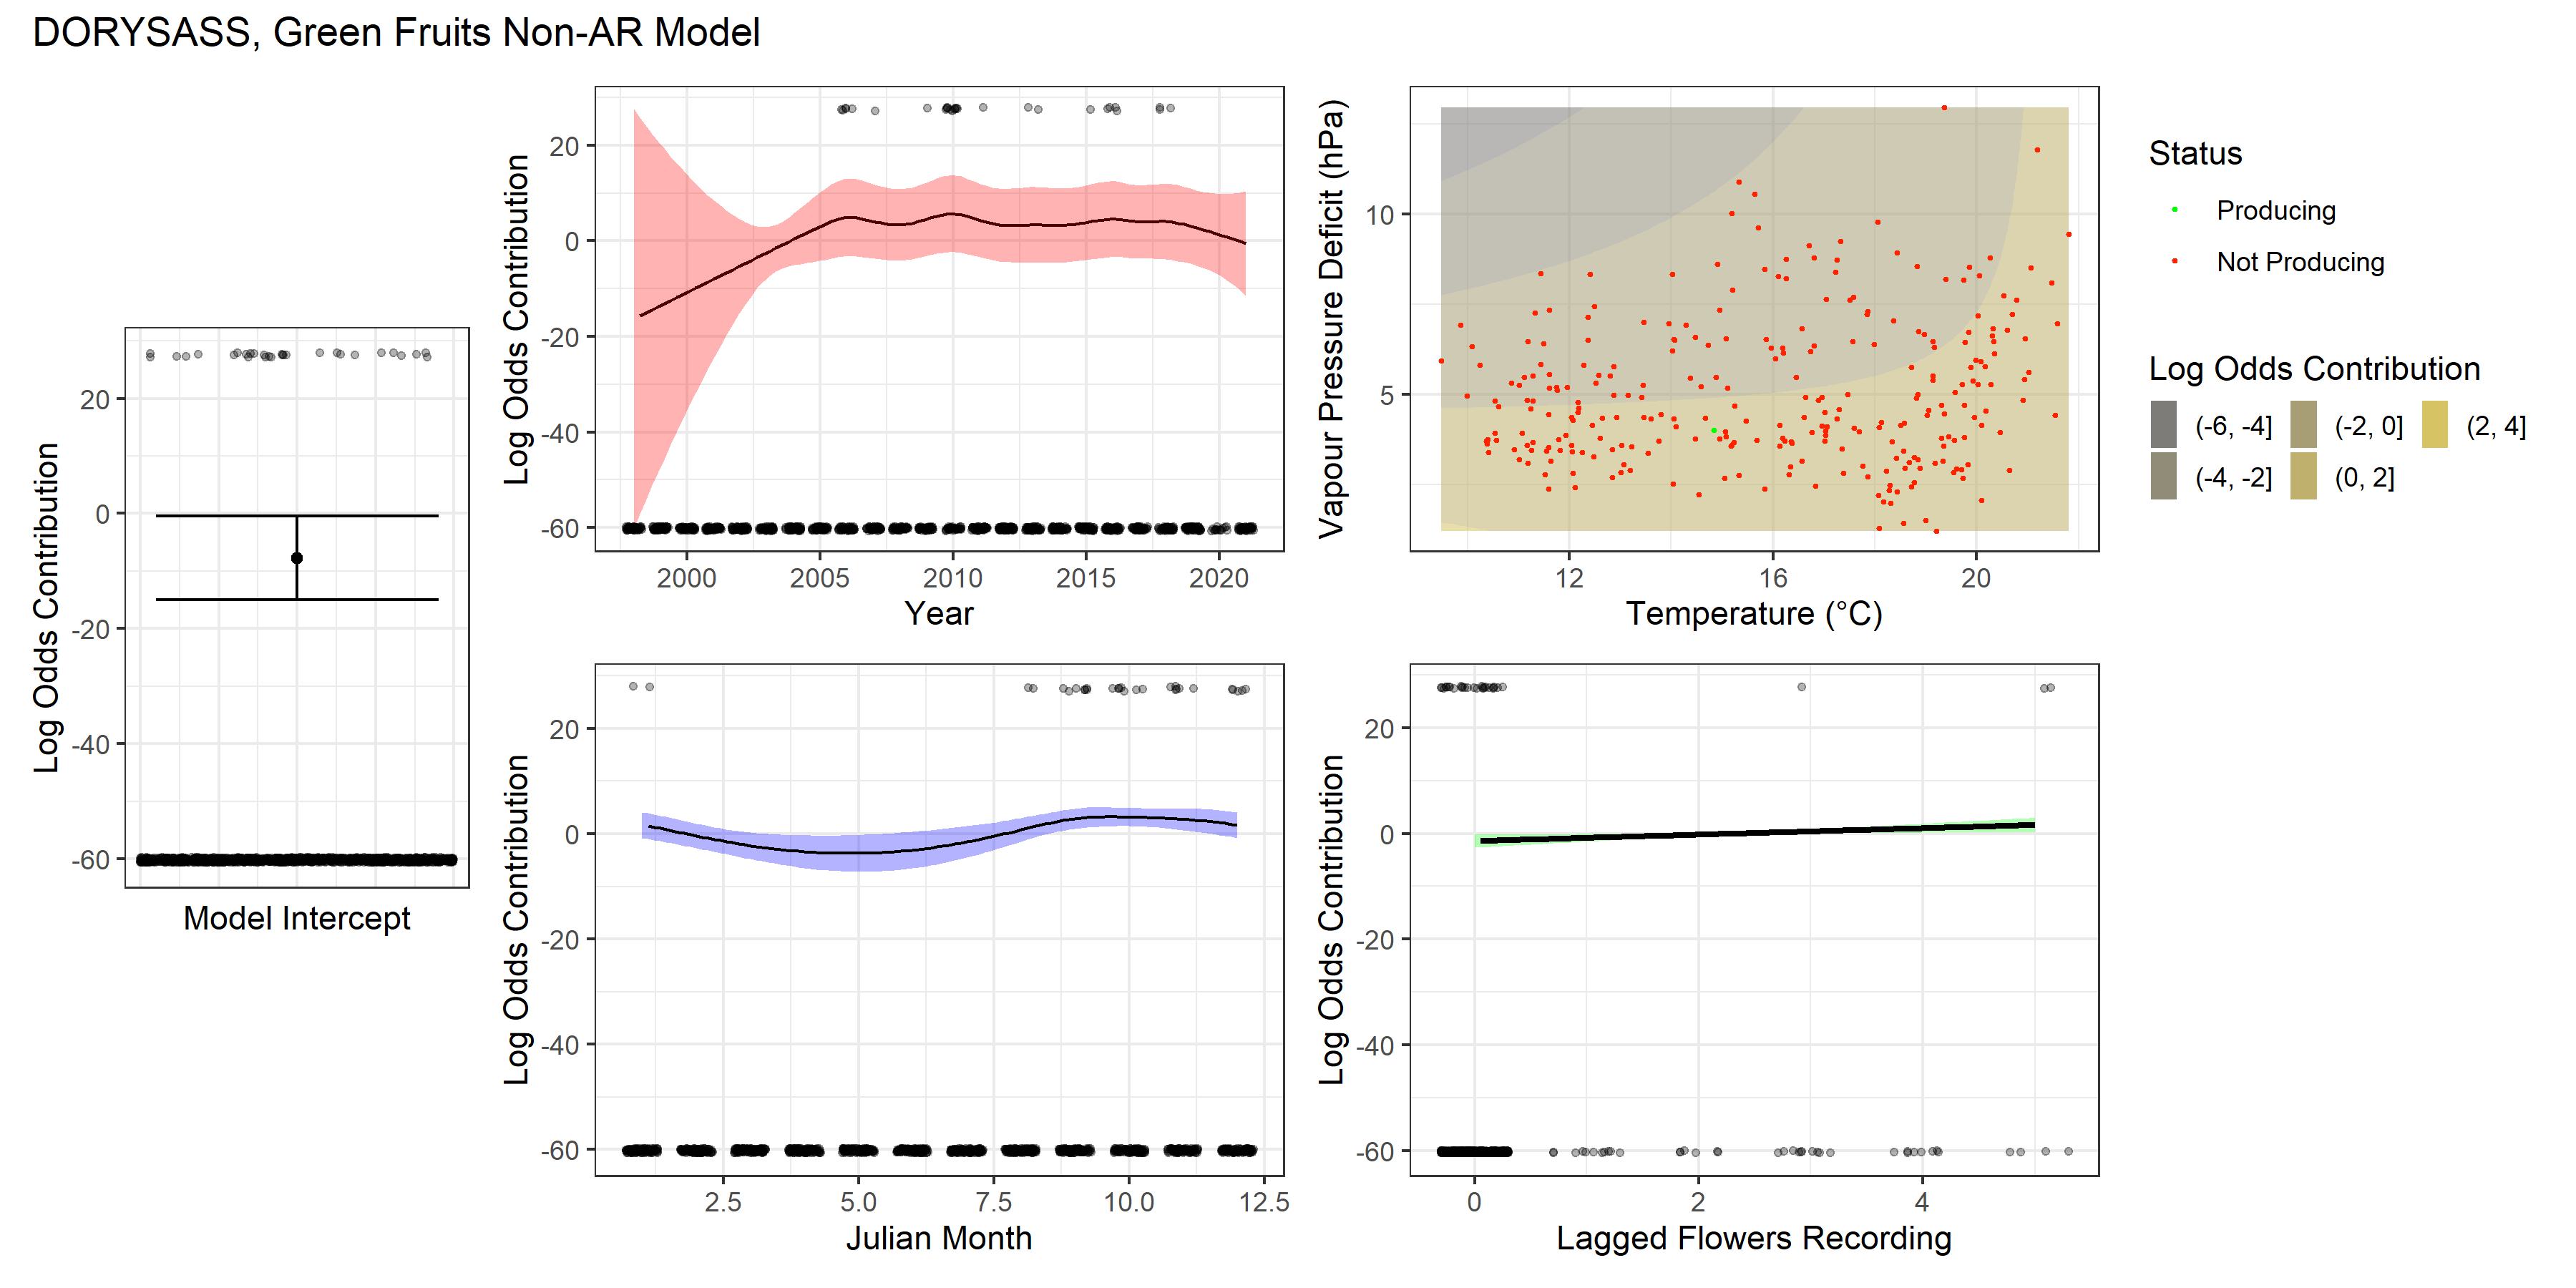 DORYSASS, Green Fruits Non-AR Model
Log Odds Contribution
20
0
-20
-40
-60
Model Intercept
Log Odds Contribution
20
0
-20
-40
-60
2000 2005 2010 2015 2020
Year
Vapour Pressure Deficit (hPa)
10
5
12 16 20
Temperature (°C)
Status
Producing
Not Producing
Log Odds Contribution
(-6, -4] (-2, 0] (2, 4]
(-4, -2] (0, 2]
Log Odds Contribution
20
0
-20
-40
-60
2.5 5.0 7.5 10.0 12.5
Julian Month
Log Odds Contribution
20
0
-20
-40
-60
0 2 4
Lagged Flowers Recording